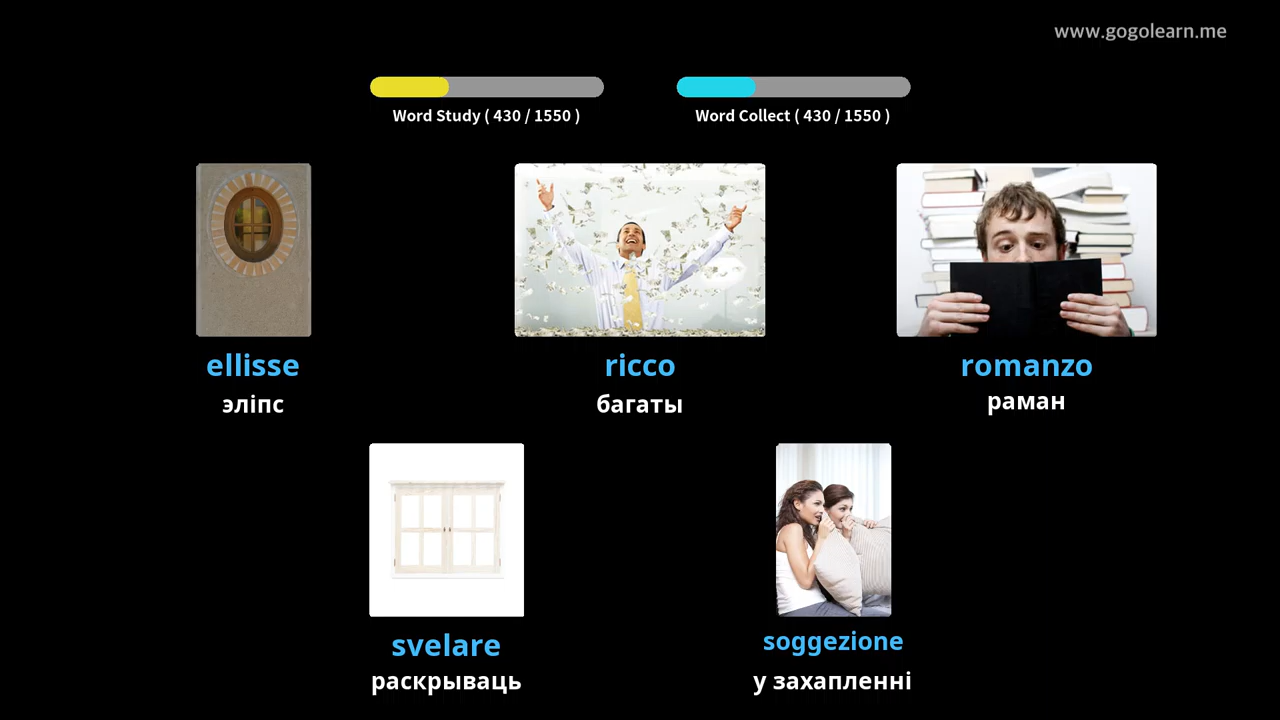 www.gogolearn.me
Word Study ( 430 / 1550 )
Word Collect ( 430 / 1550 )
ellisse
эліпс
ricco
багаты
romanzo
раман
svelare
раскрываць
soggezione
у захапленні